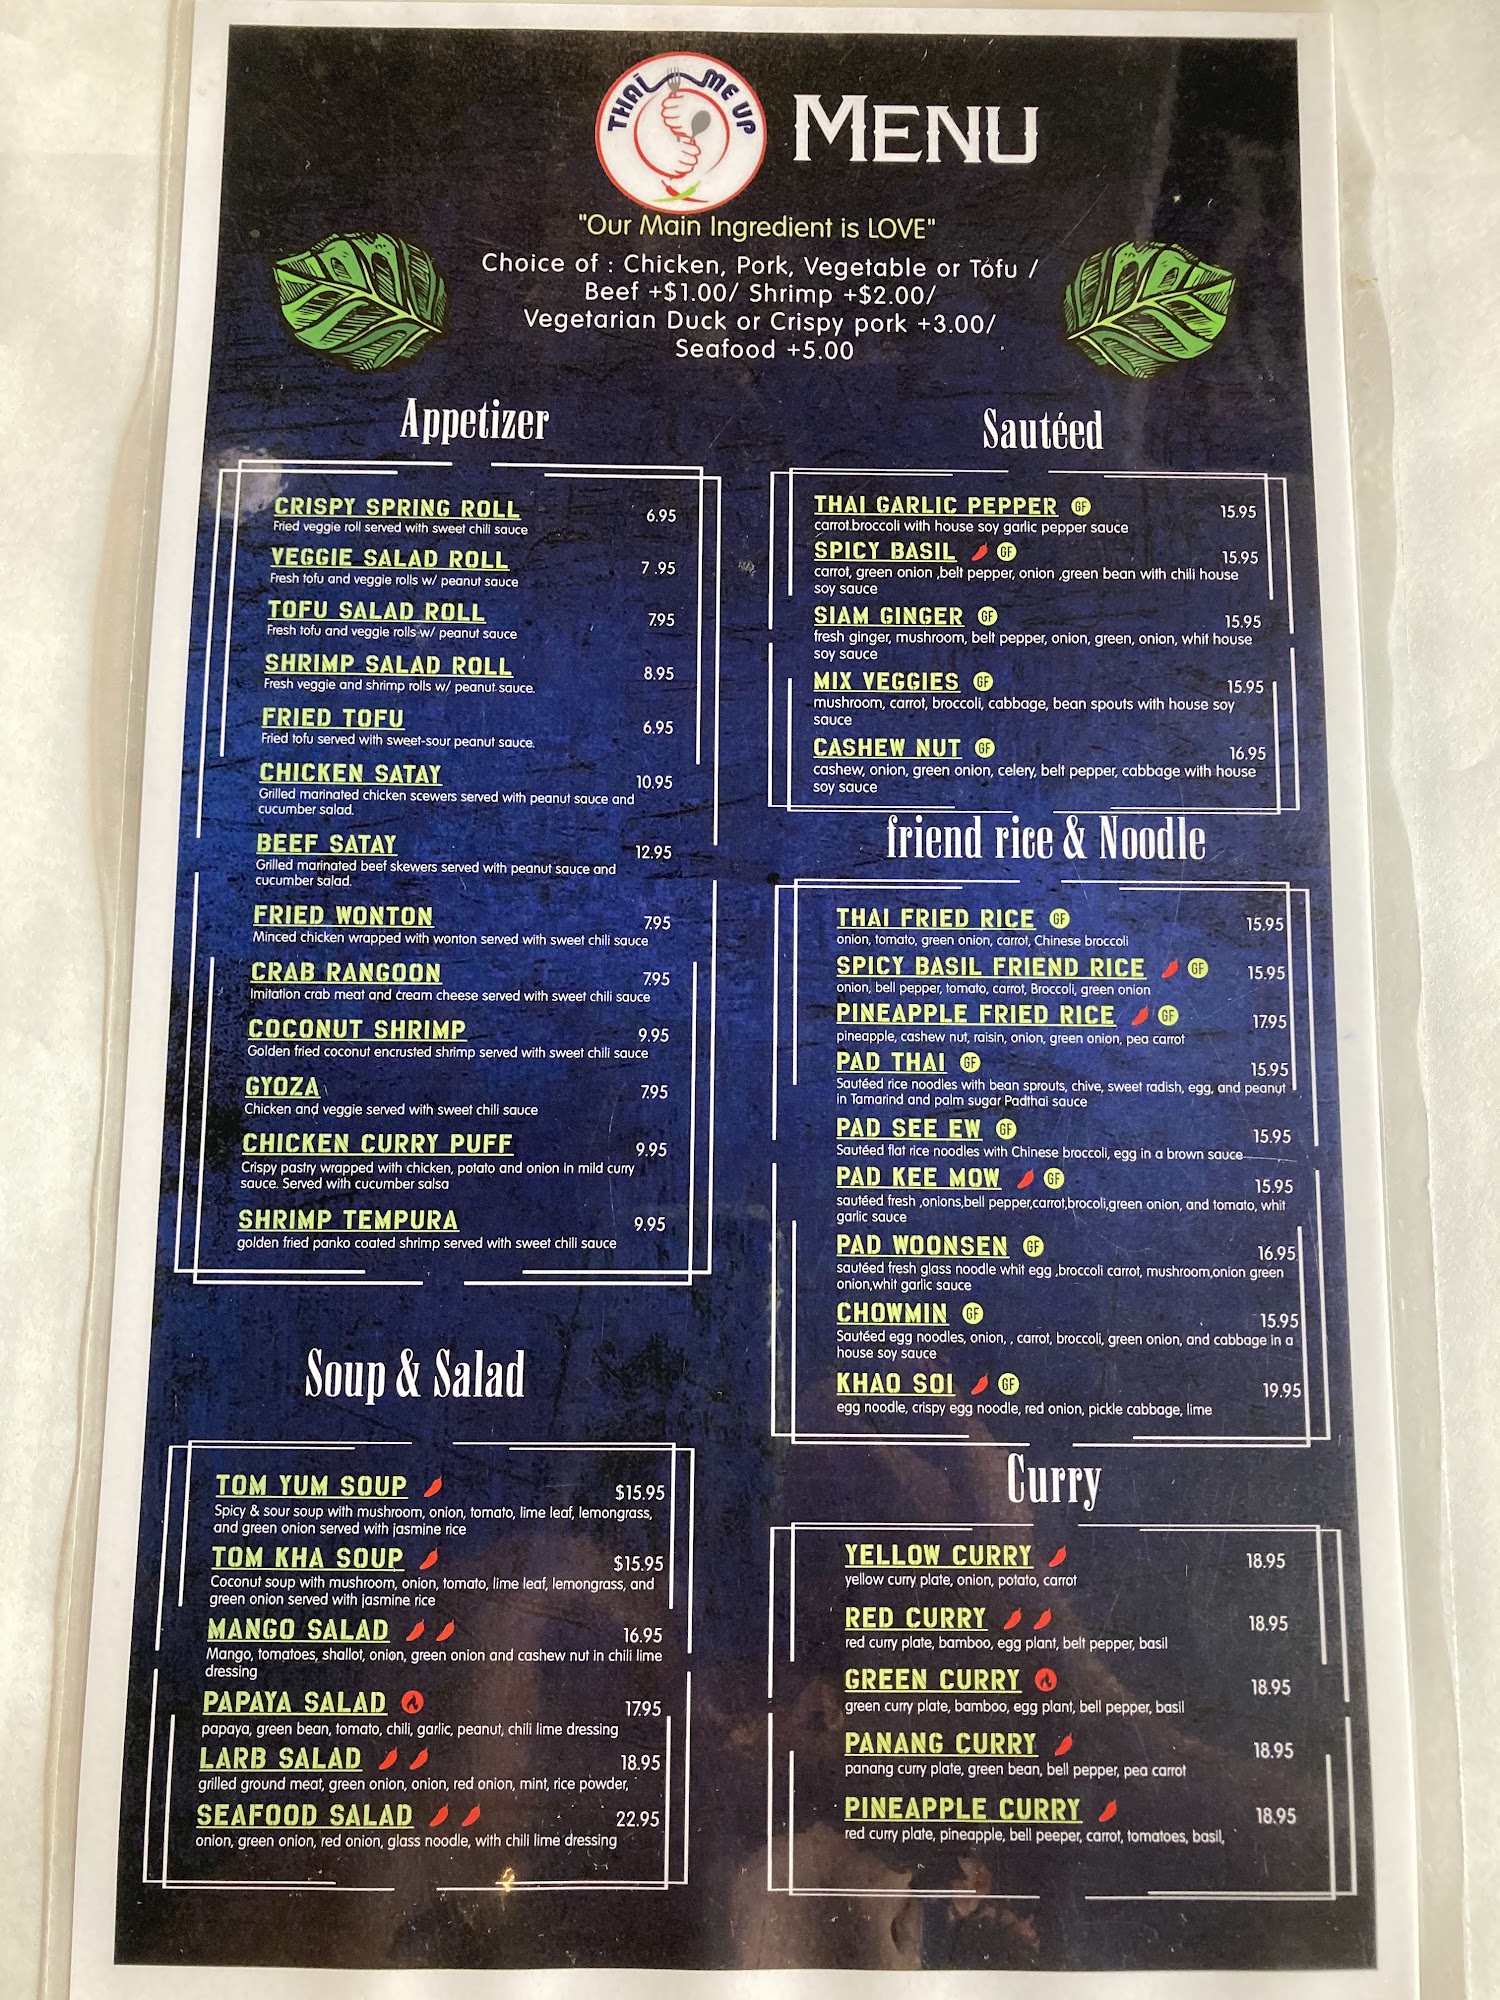 THAI ME UP
MENU
"Our Main Ingredient is LOVE"
Choice of : Chicken, Pork, Vegetable or Tofu /
Beef +$1.00/ Shrimp +$2.00/
Vegetarian Duck or Crispy pork +3.00/
Seafood +5.00
Appetizer
CRISPY SPRING ROLL 6.95
Fried veggie roll served with sweet chili sauce
VEGGIE SALAD ROLL 7 .95
Fresh tofu and veggie rolls w/ peanut sauce
TOFU SALAD ROLL 7.95
Fresh tofu and veggie rolls w/ peanut sauce
SHRIMP SALAD ROLL 8.95
Fresh veggie and shrimp rolls w/ peanut sauce.
FRIED TOFU 6.95
Fried tofu served with sweet-sour peanut sauce.
CHICKEN SATAY 10.95
Grilled marinated chicken scewers served with peanut sauce and
cucumber salad.
BEEF SATAY 12.95
Grilled marinated beef skewers served with peanut sauce and
cucumber salad.
FRIED WONTON 7.95
Minced chicken wrapped with wonton served with sweet chili sauce
CRAB RANGOON 7.95
Imitation crab meat and cream cheese served with sweet chili sauce
COCONUT SHRIMP 9.95
Golden fried coconut encrusted shrimp served with sweet chili sauce
GYOZA 7.95
Chicken and veggie served with sweet chili sauce
CHICKEN CURRY PUFF 9.95
Crispy pastry wrapped with chicken, potato and onion in mild curry
sauce. Served with cucumber salsa
SHRIMP TEMPURA 9.95
golden fried panko coated shrimp served with sweet chili sauce
Soup & Salad
TOM YUM SOUP $15.95
Spicy & sour soup with mushroom, onion, tomato, lime leaf, lemongrass,
and green onion served with jasmine rice
TOM KHA SOUP $15.95
Coconut soup with mushroom, onion, tomato, lime leaf, lemongrass, and
green onion served with jasmine rice
MANGO SALAD 16.95
Mango, tomatoes, shallot, onion, green onion and cashew nut in chili lime
dressing
PAPAYA SALAD 17.95
papaya, green bean, tomato, chili, garlic, peanut, chili lime dressing
LARB SALAD 18.95
grilled ground meat, green onion, onion, red onion, mint, rice powder,
SEAFOOD SALAD 22.95
onion, green onion, red onion, glass noodle, with chili lime dressing
Sautéed
THAI GARLIC PEPPER GF 15.95
carrot.broccoli with house soy garlic pepper sauce
SPICY BASIL GF 15.95
carrot, green onion ,belt pepper, onion ,green bean with chili house
soy sauce
SIAM GINGER GF 15.95
fresh ginger, mushroom, belt pepper, onion, green, onion, whit house
soy sauce
MIX VEGGIES GF 15.95
mushroom, carrot, broccoli, cabbage, bean spouts with house soy
sauce
CASHEW NUT GF 16.95
cashew, onion, green onion, celery, belt pepper, cabbage with house
soy sauce
friend rice & Noodle
THAI FRIED RICE GF 15.95
onion, tomato, green onion, carrot, Chinese broccoli
SPICY BASIL FRIEND RICE GF 15.95
onion, bell pepper, tomato, carrot, Broccoli, green onion
PINEAPPLE FRIED RICE GF 17.95
pineapple, cashew nut, raisin, onion, green onion, pea carrot
PAD THAI GF 15.95
Sautéed rice noodles with bean sprouts, chive, sweet radish, egg, and peanut
in Tamarind and palm sugar Padthai sauce
PAD SEE EW GF 15.95
Sautéed flat rice noodles with Chinese broccoli, egg in a brown sauce
PAD KEE MOW GF 15.95
sautéed fresh ,onions,bell pepper,carrot,brocoli,green onion, and tomato, whit
garlic sauce
PAD WOONSEN GF 16.95
sautéed fresh glass noodle whit egg ,broccoli carrot, mushroom,onion green
onion,whit garlic sauce
CHOWMIN GF 15.95
Sautéed egg noodles, onion, , carrot, broccoli, green onion, and cabbage in a
house soy sauce
KHAO SOI GF 19.95
egg noodle, crispy egg noodle, red onion, pickle cabbage, lime
Curry
YELLOW CURRY 18.95
yellow curry plate, onion, potato, carrot
RED CURRY 18.95
red curry plate, bamboo, egg plant, belt pepper, basil
GREEN CURRY 18.95
green curry plate, bamboo, egg plant, bell pepper, basil
PANANG CURRY 18.95
panang curry plate, green bean, bell pepper, pea carrot
PINEAPPLE CURRY 18.95
red curry plate, pineapple, bell peeper, carrot, tomatoes, basil,